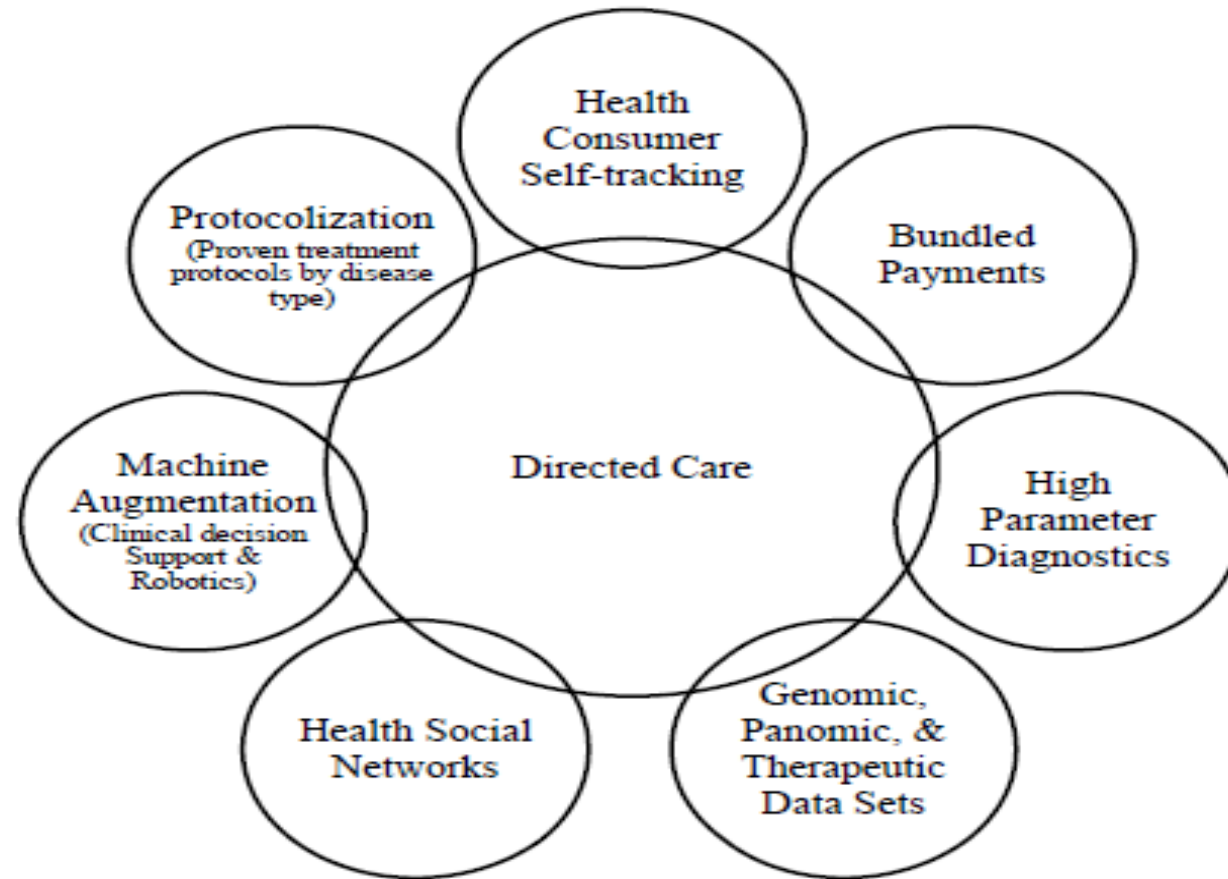 Health
Consumer
Self-tracking
Protocolization
(Proven treatment
protocols by disease
type)
Bundled
Payments
Machine
Augmentation
(Clinical decision
Support &
Robotics)
Directed Care
High
Parameter
Diagnostics
Health Social
Networks
Genomic,
Panomic, &
Therapeutic
Data Sets